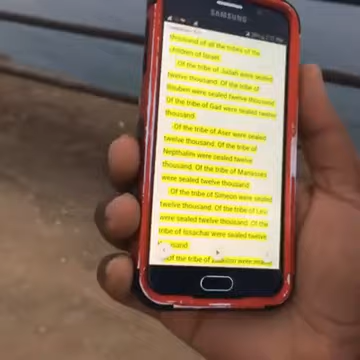 SAMSUNG
thousand of all the tribes of the
children of Israel.
Of the tribe of Judah were sealed
twelve thousand. Of the tribe of
Reuben were sealed twelve thousand.
Of the tribe of Gad were sealed twelve
thousand.
Of the tribe of Aser were sealed
twelve thousand. Of the tribe of
Nepthalim were sealed twelve
thousand. Of the tribe of Manasses
were sealed twelve thousand.
Of the tribe of Simeon were sealed
twelve thousand. Of the tribe of Levi
were sealed twelve thousand. Of the
tribe of Issachar were sealed twelve
thousand
Of the tribe of Zabulon were sealed